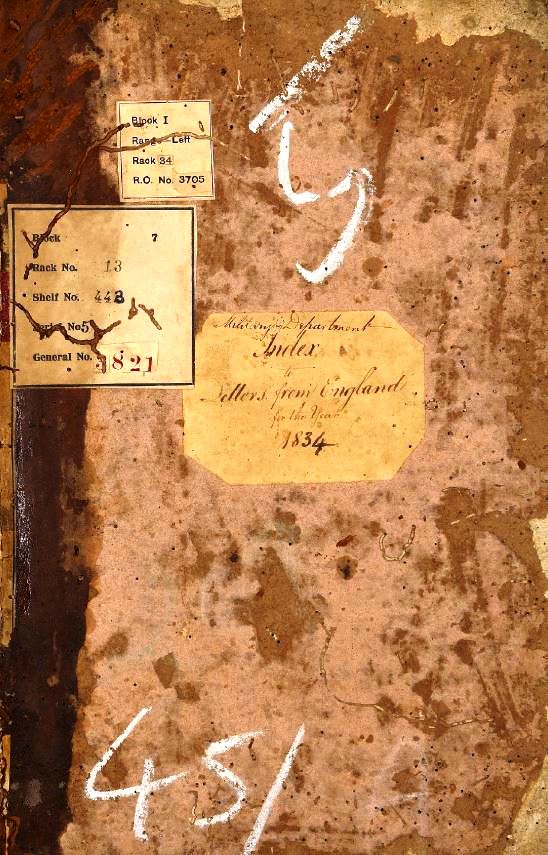 Block I
Range Left
Rack 34
R.O. No. 3705
Block 7
Rack No. 13
Shelf No. 448
Series No 5
General No. 821
Military Department
Index
to
Letters from England
for the Year
1834
451